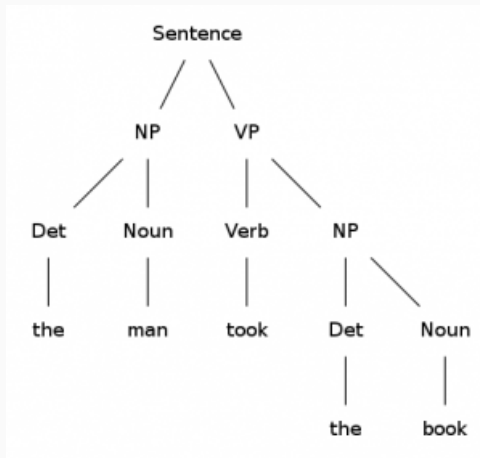 Sentence
NP VP
Det Noun Verb NP
the man took Det Noun
the book